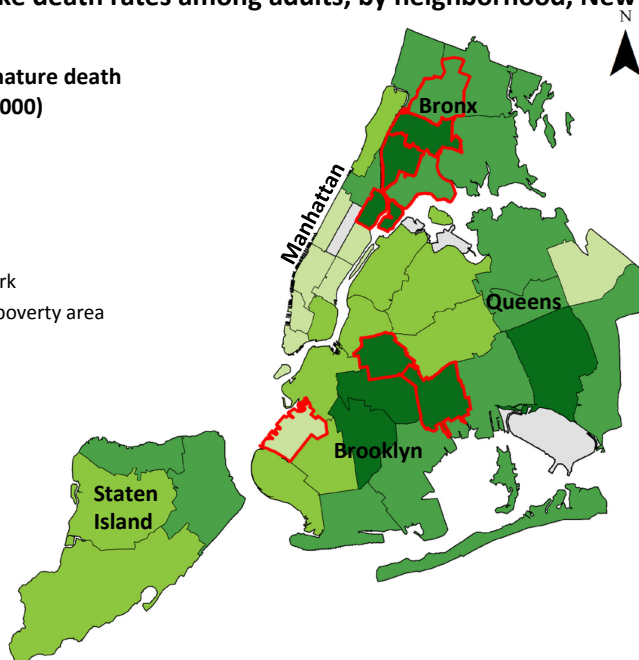 ke death rates among adults, by neighborhood, New
N
nature death
000)
rk
poverty area
Bronx
Manhattan
Queens
Brooklyn
Staten
Island